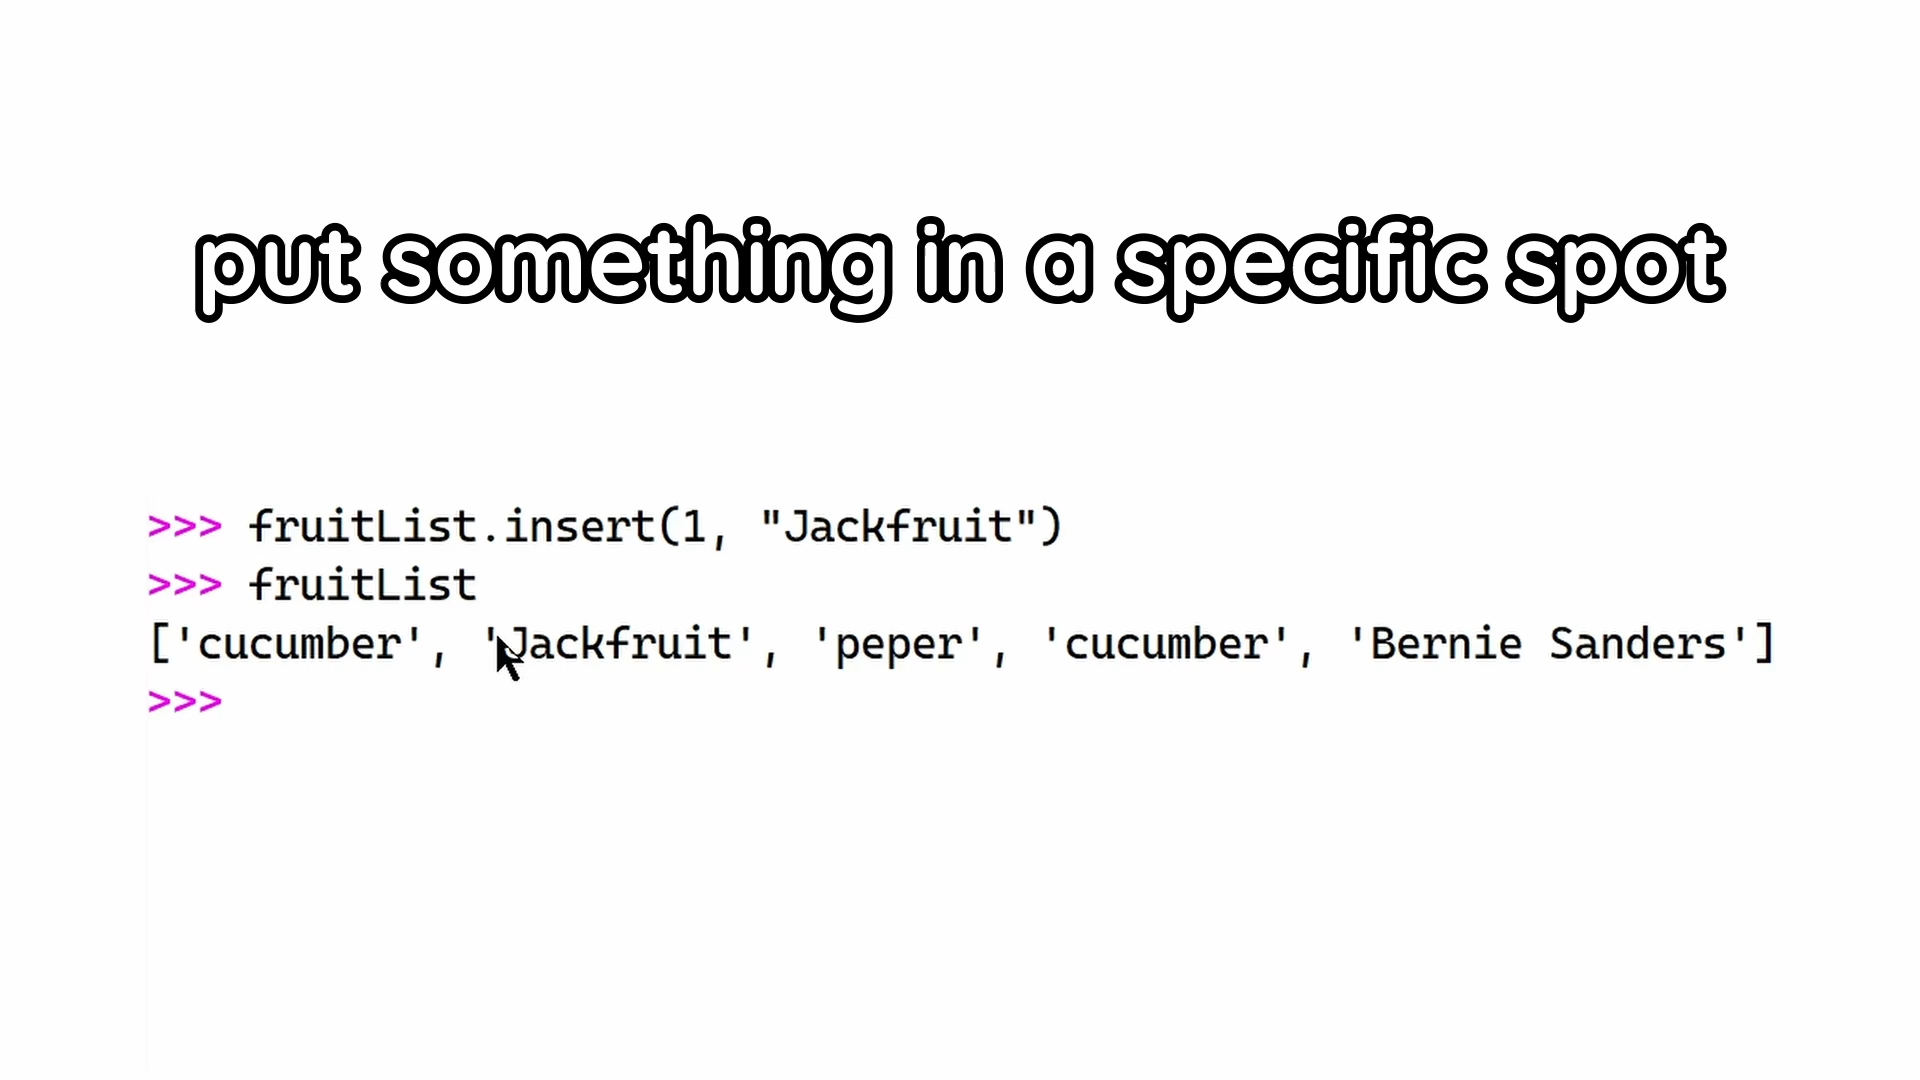 put something in a specific spot
>>> fruitList.insert(1, "Jackfruit")
>>> fruitList
['cucumber', 'Jackfruit', 'peper', 'cucumber', 'Bernie Sanders']
>>>